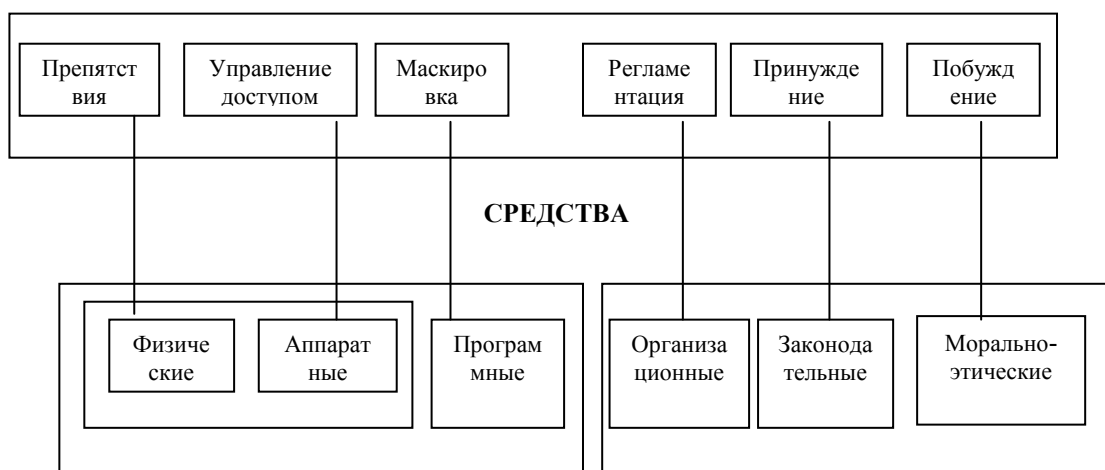 Препятст
вия
Управление
доступом
Маскиро
вка
Регламе
нтация
Принужде
ние
Побужд
ение
СРЕДСТВА
Физиче
ские
Аппарат
ные
Програм
мные
Организа
ционные
Законода
тельные
Морально-
этические